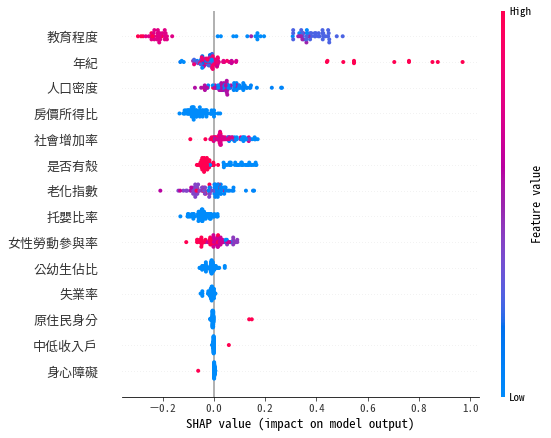 High
教育程度
年紀
人口密度
房價所得比
社會增加率
是否有殼
老化指數
托嬰比率
女性勞動參與率
公幼生佔比
失業率
原住民身分
中低收入戶
身心障礙
Feature value
Low
−0.2 0.0 0.2 0.4 0.6 0.8 1.0
SHAP value (impact on model output)